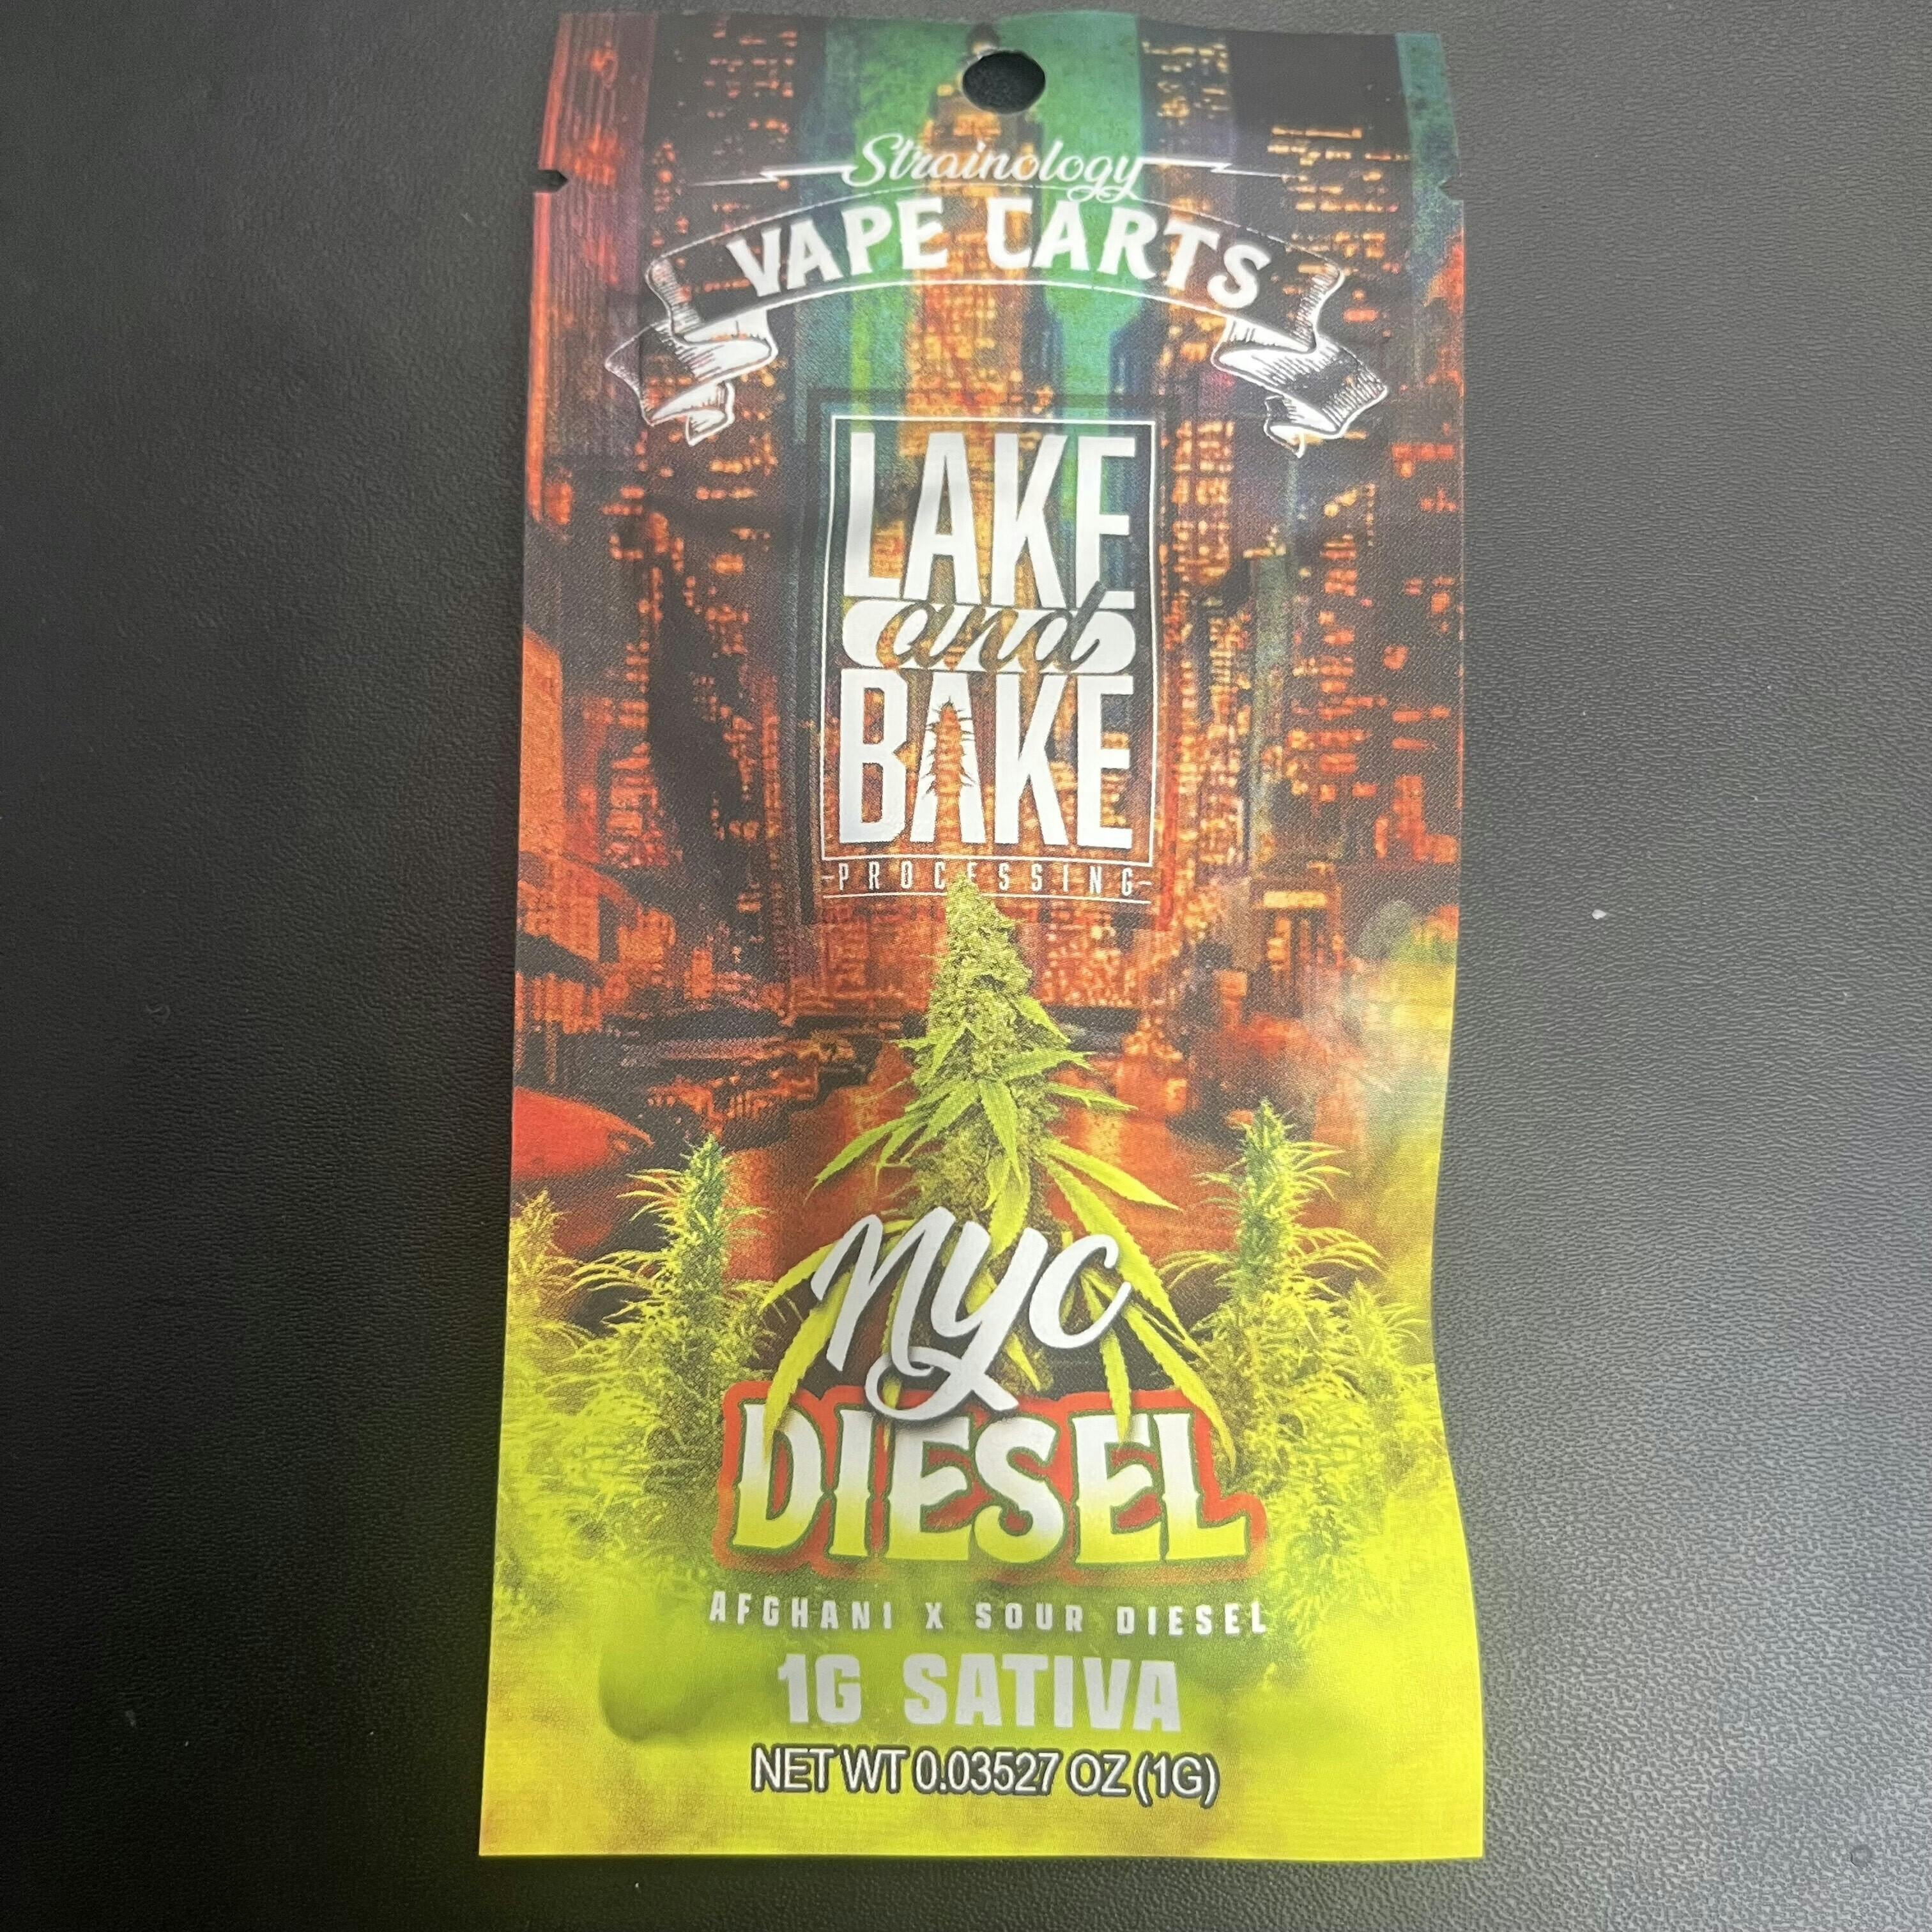 Strainology
VAPE CARTS
LAKE
and
BAKE
PROCESSING
NYC
DIESEL
AFGHANI X SOUR DIESEL
1G SATIVA
NET WT 0.03527 OZ (1G)